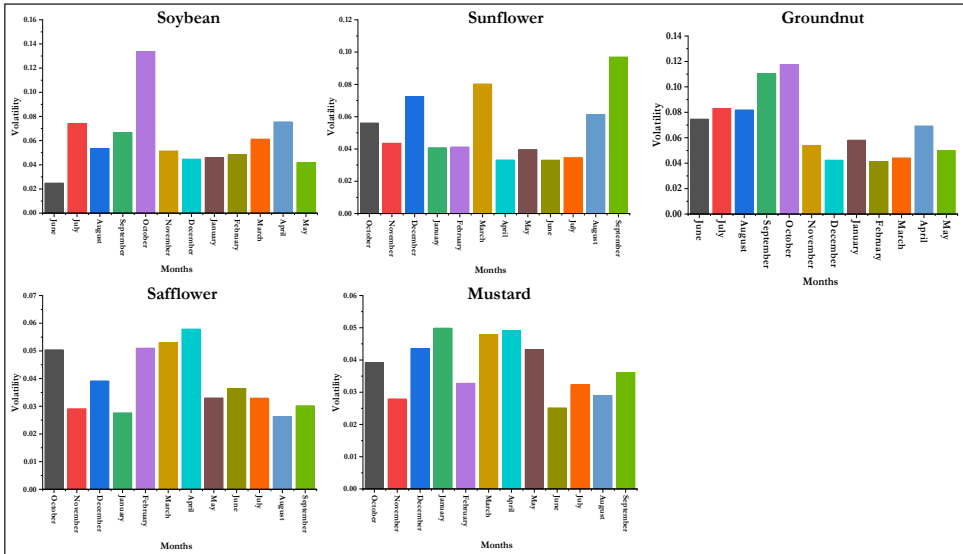 Soybean
Volatility
0.16
0.14
0.12
0.10
0.08
0.06
0.04
0.02
0.00
June
July
August
September
October
November
December
January
February
March
April
May
Months
Sunflower
Volatility
0.12
0.10
0.08
0.06
0.04
0.02
0.00
October
November
December
January
February
March
April
May
June
July
August
September
Months
Groundnut
Volatility
0.14
0.12
0.10
0.08
0.06
0.04
0.02
0.00
June
July
August
September
October
November
December
January
February
March
April
May
Months
Safflower
Volatility
0.07
0.06
0.05
0.04
0.03
0.02
0.01
0.00
October
November
December
January
February
March
April
May
June
July
August
September
Months
Mustard
Volatility
0.06
0.05
0.04
0.03
0.02
0.01
0.00
October
November
December
January
February
March
April
May
June
July
August
September
Months